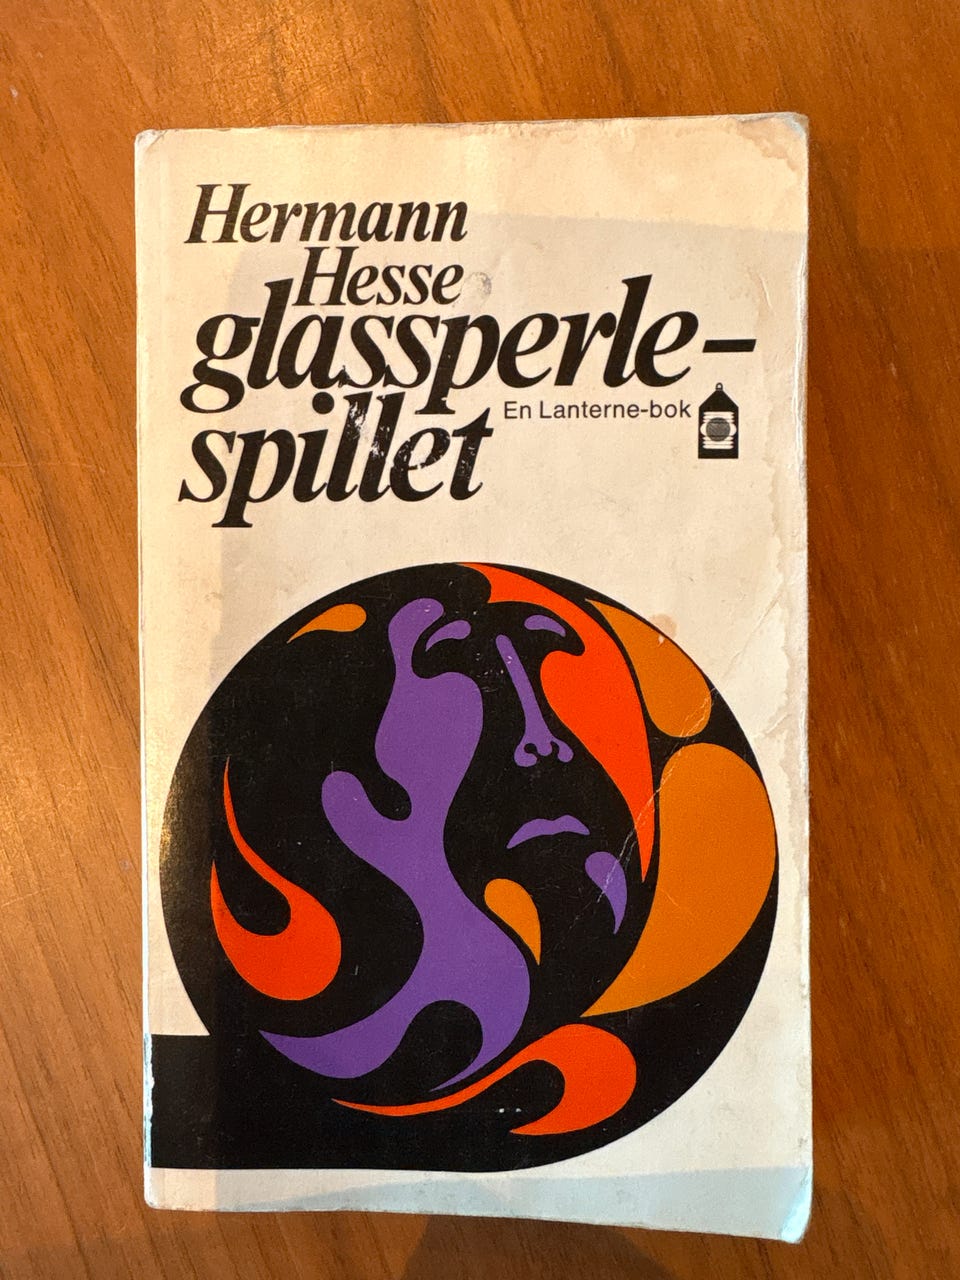 Hermann
Hesse
glassperle-
spillet
En Lanterne-bok